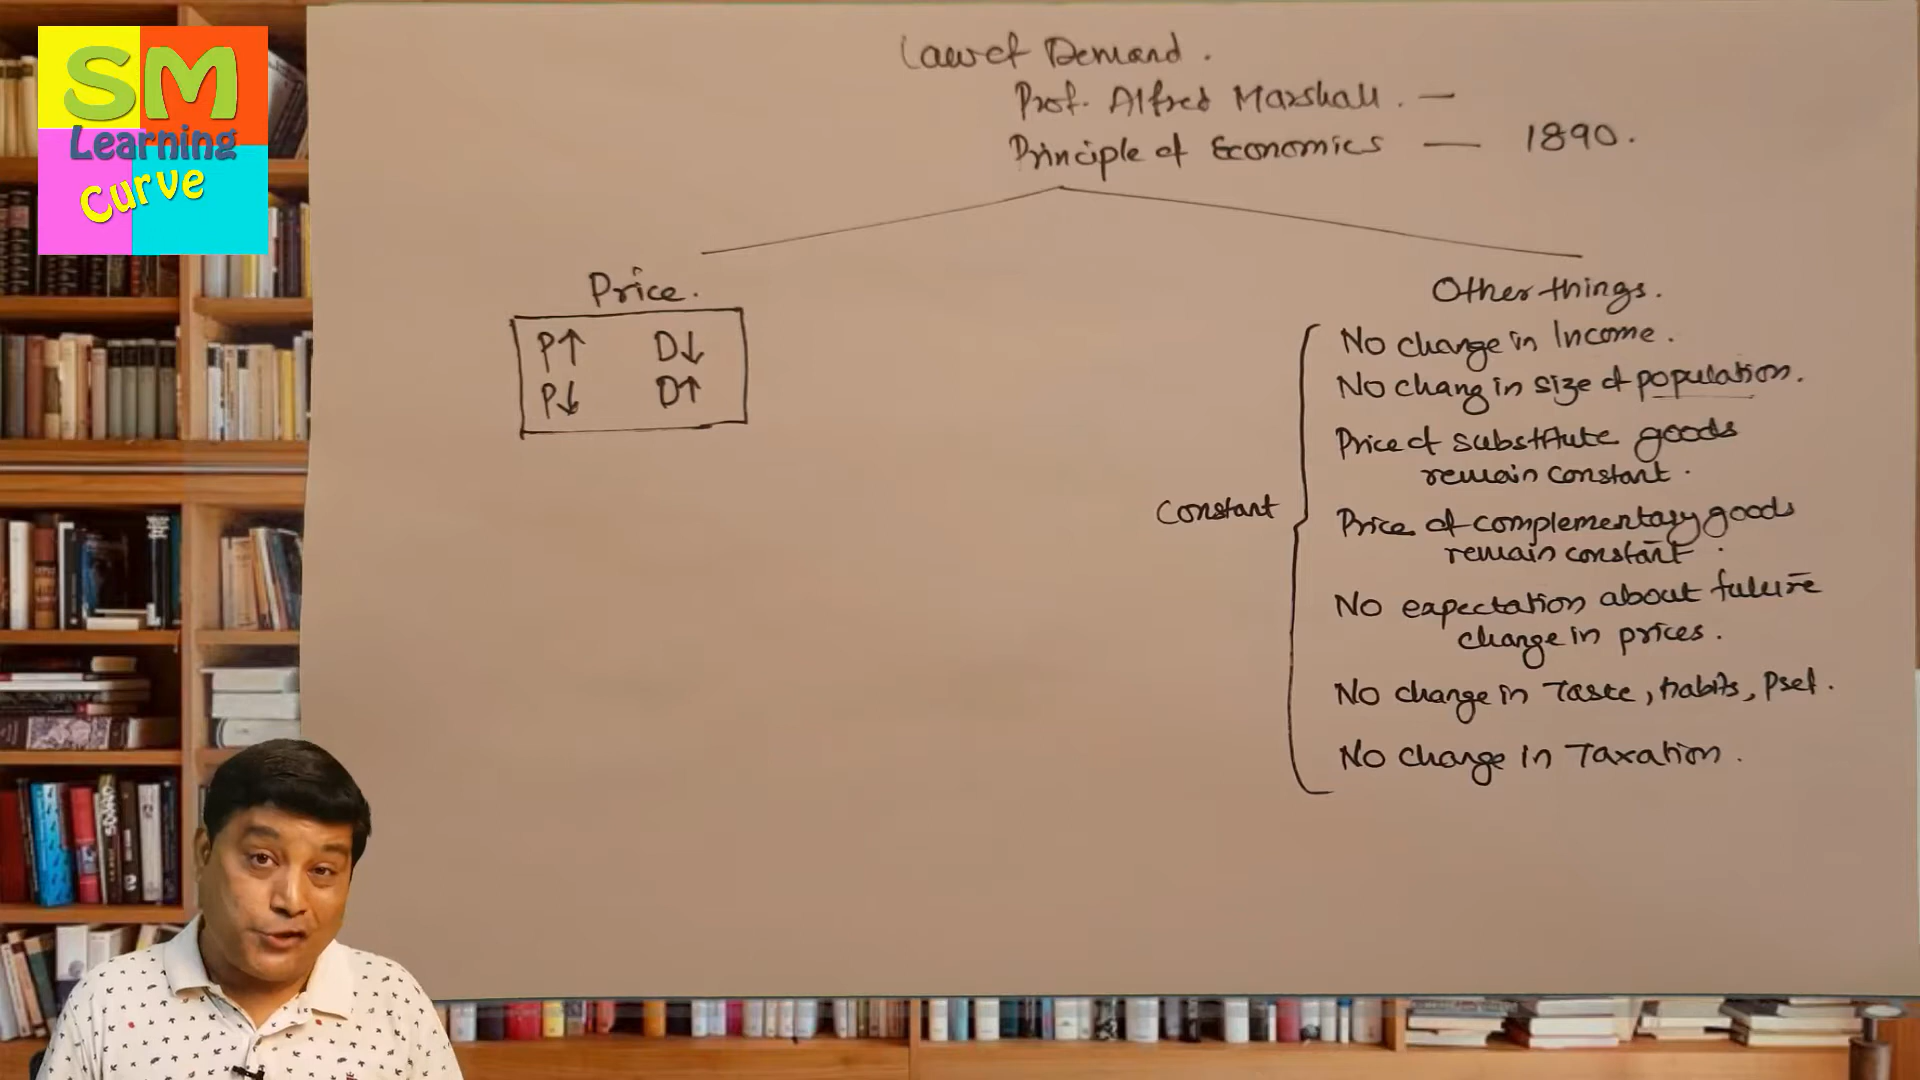 SM
Learning
Curve
Law of Demand.
Prof. Alfred Marshall. —
Principle of Economics — 1890.
Price.
P↑ D↓
P↓ D↑
Other things.
Constant
No change in Income.
No chang in size of population.
Price of substitute goods
remain constant.
Price of complementary goods
remain constant.
No expectation about future
change in prices.
No change in Taste, habits, Pref.
No change in Taxation.